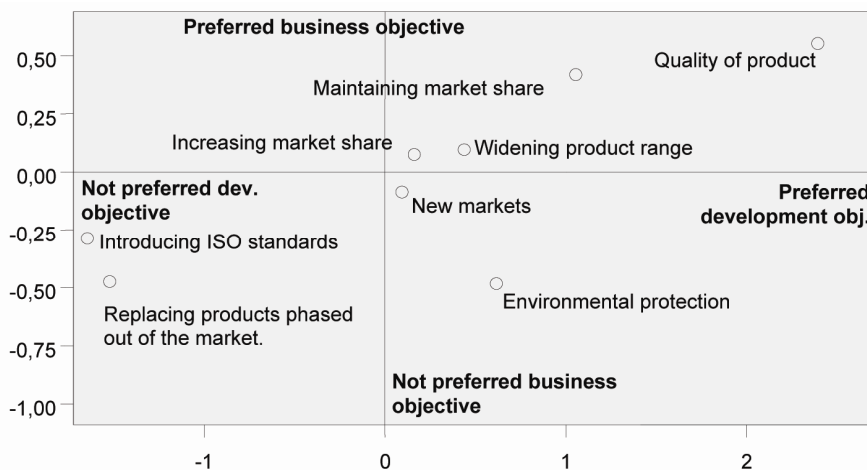 Preferred business objective
0,50
Quality of product
Maintaining market share
0,25
Increasing market share
Widening product range
0,00
Not preferred dev.
objective
Preferred
development obj.
New markets
-0,25
Introducing ISO standards
-0,50
Replacing products phased
out of the market.
Environmental protection
-0,75
Not preferred business
objective
-1,00
-1
0
1
2